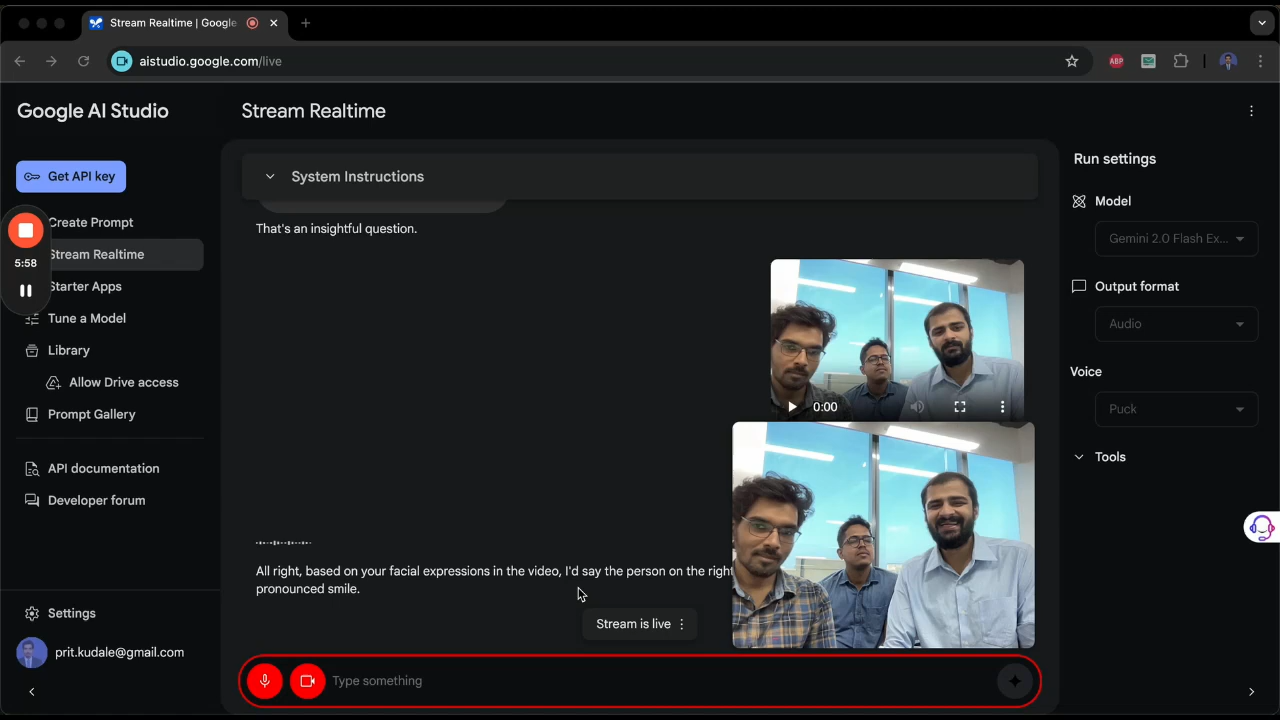 Stream Realtime | Google
aistudio.google.com/live
ABP
Google AI Studio
Get API key
Create Prompt
Stream Realtime
5:58
Starter Apps
Tune a Model
Library
Allow Drive access
Prompt Gallery
API documentation
Developer forum
Settings
prit.kudale@gmail.com
Stream Realtime
System Instructions
That's an insightful question.
0:00
All right, based on your facial expressions in the video, I'd say the person on the right
pronounced smile.
Stream is live
Type something
Run settings
Model
Gemini 2.0 Flash Ex...
Output format
Audio
Voice
Puck
Tools